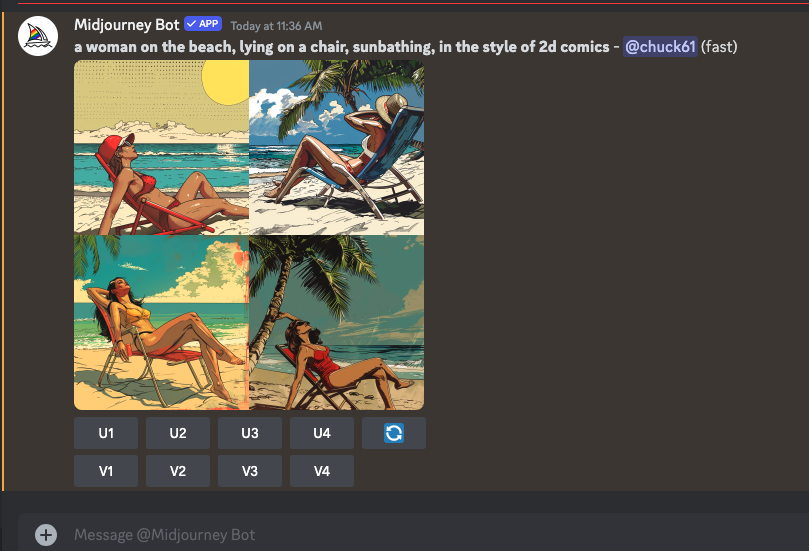 Midjourney Bot ✓ APP Today at 11:36 AM
a woman on the beach, lying on a chair, sunbathing, in the style of 2d comics - @chuck61 (fast)
U1 U2 U3 U4
V1 V2 V3 V4
Message @Midjourney Bot